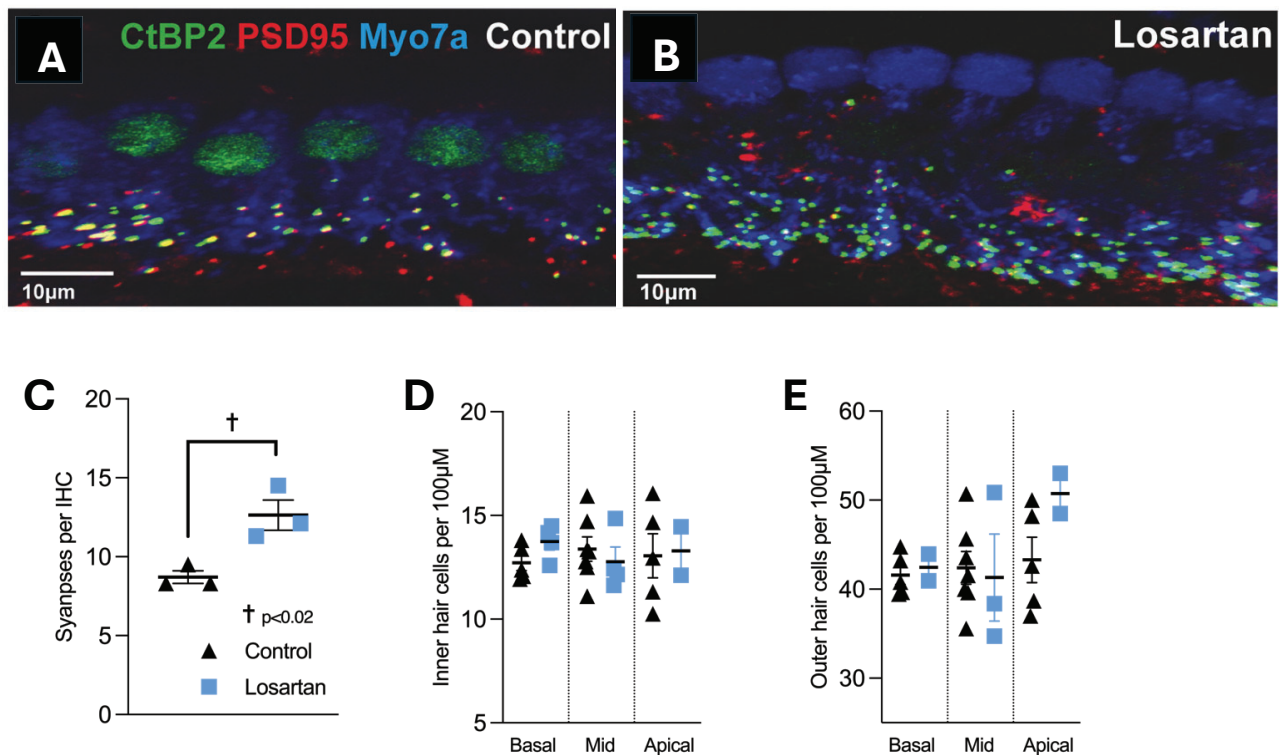 A
CtBP2 PSD95 Myo7a Control
10µm
B
Losartan
10µm
C
20
15
10
5
0
Syanpses per IHC
†
† p<0.02
Control
Losartan
D
20
15
10
5
Inner hair cells per 100µM
Basal Mid Apical
E
60
50
40
30
Outer hair cells per 100µM
Basal Mid Apical